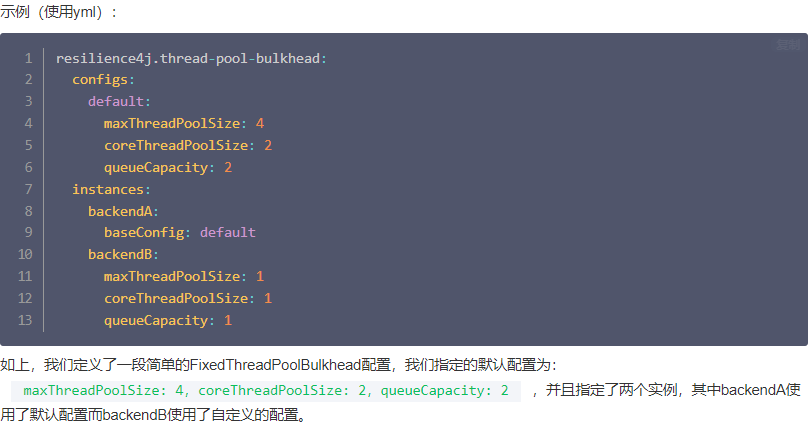 示例（使用yml）:
复制
1 resilience4j.thread-pool-bulkhead:
2   configs:
3     default:
4       maxThreadPoolSize: 4
5       coreThreadPoolSize: 2
6       queueCapacity: 2
7   instances:
8     backendA:
9       baseConfig: default
10     backendB:
11       maxThreadPoolSize: 1
12       coreThreadPoolSize: 1
13       queueCapacity: 1
如上，我们定义了一段简单的FixedThreadPoolBulkhead配置，我们指定的默认配置为:
maxThreadPoolSize: 4, coreThreadPoolSize: 2, queueCapacity: 2 ，并且指定了两个实例，其中backendA使
用了默认配置而backendB使用了自定义的配置。